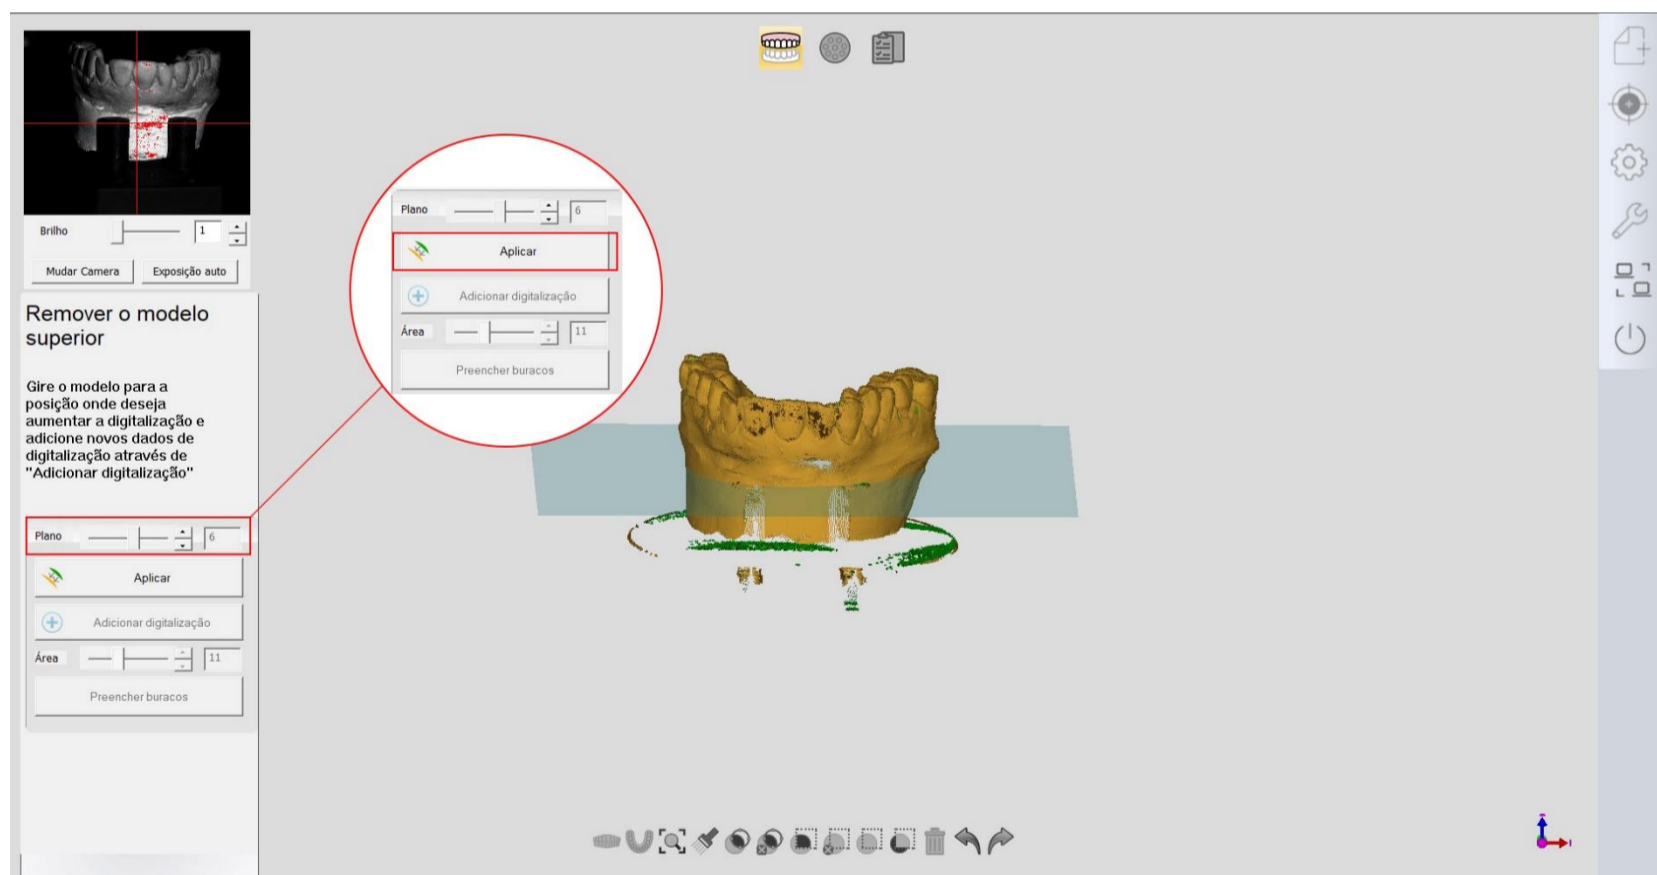 Brilho
1
Mudar Camera
Exposição auto
Remover o modelo
superior
Gire o modelo para a
posição onde deseja
aumentar a digitalização e
adicione novos dados de
digitalização através de
"Adicionar digitalização"
Plano
6
Aplicar
Adicionar digitalização
Área
11
Preencher buracos
Plano
6
Aplicar
Adicionar digitalização
Área
11
Preencher buracos